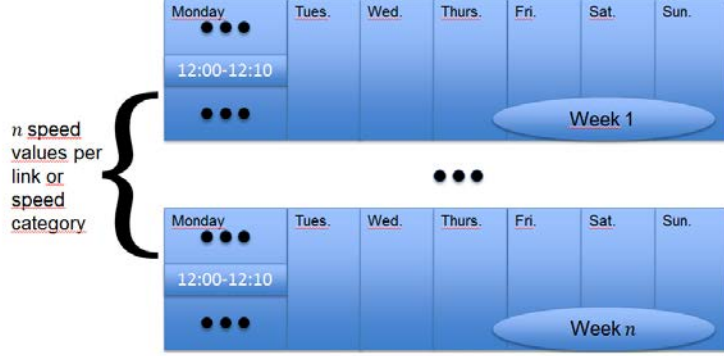 Monday Tues. Wed. Thurs. Fri. Sat. Sun.
12:00-12:10
Week 1
n speed
values per
link or
speed
category
Monday Tues. Wed. Thurs. Fri. Sat. Sun.
12:00-12:10
Week n